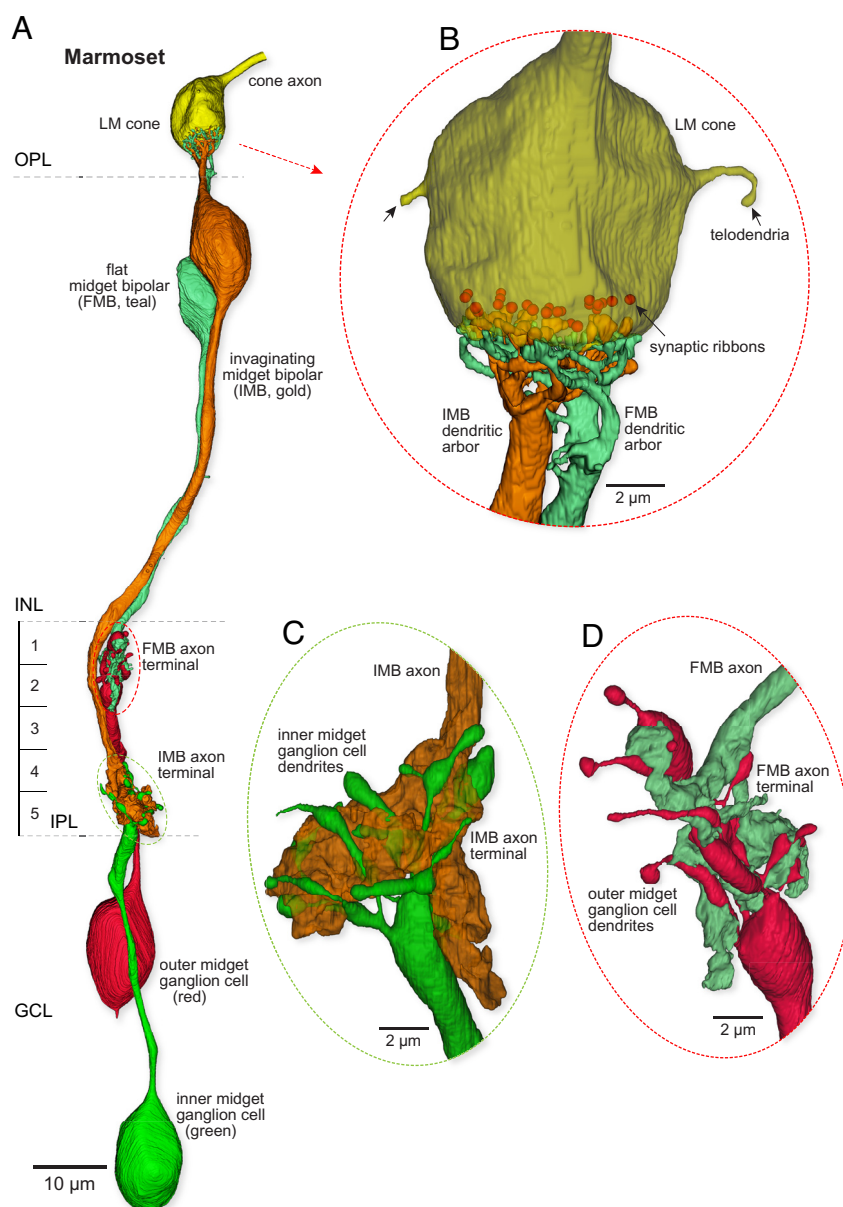 A
Marmoset
cone axon
LM cone
OPL
flat
midget bipolar
(FMB, teal)
invaginating
midget bipolar
(IMB, gold)
INL
1
2
3
4
5
IPL
FMB axon
terminal
IMB axon
terminal
outer midget
ganglion cell
(red)
GCL
inner midget
ganglion cell
(green)
10 µm
B
LM cone
telodendria
synaptic ribbons
IMB
dendritic
arbor
FMB
dendritic
arbor
2 µm
C
IMB axon
inner midget
ganglion cell
dendrites
IMB axon
terminal
2 µm
D
FMB axon
FMB axon
terminal
outer midget
ganglion cell
dendrites
2 µm